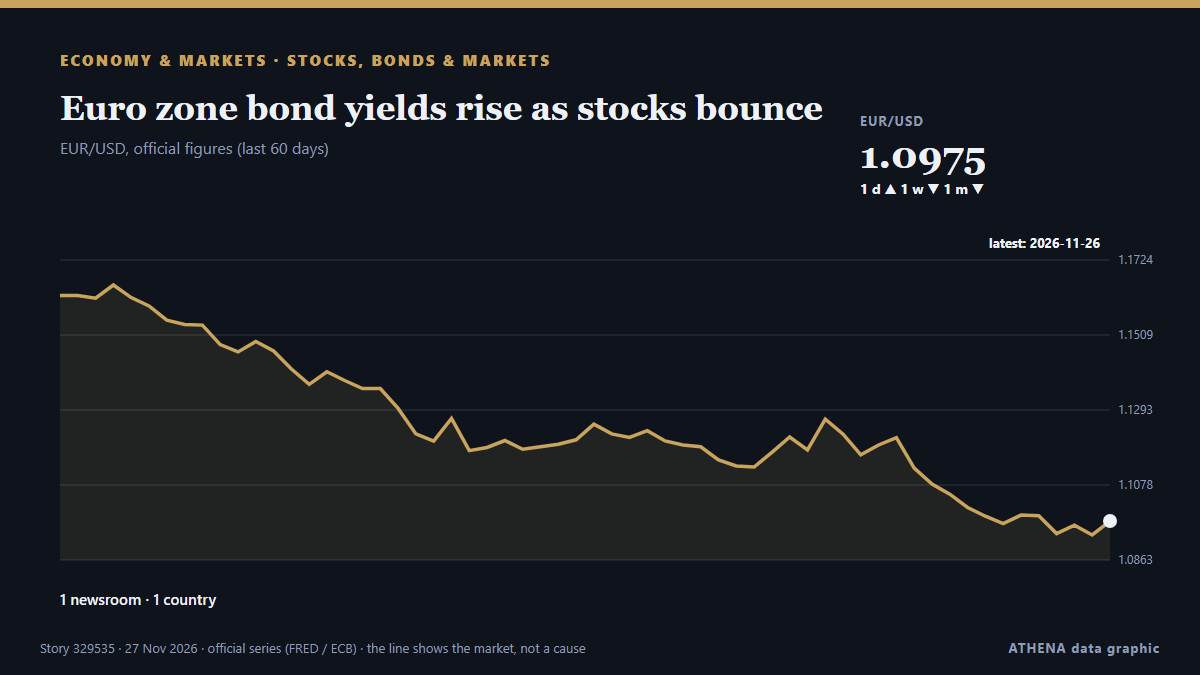 ECONOMY & MARKETS · STOCKS, BONDS & MARKETS
Euro zone bond yields rise as stocks bounce
EUR/USD, official figures (last 60 days)
EUR/USD
1.0975
1 d ▲ 1 w ▼ 1 m ▼
latest: 2026-11-26
1.1724
1.1509
1.1293
1.1078
1.0863
1 newsroom · 1 country
Story 329535 · 27 Nov 2026 · official series (FRED / ECB) · the line shows the market, not a cause
ATHENA data graphic